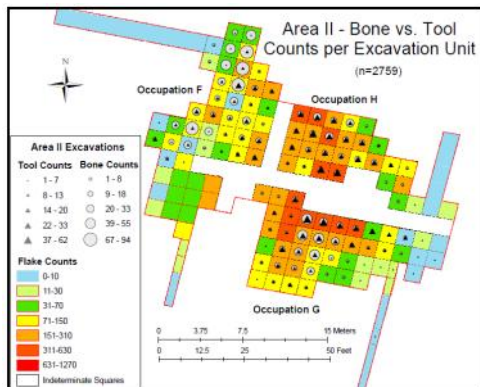 Area II - Bone vs. Tool
Counts per Excavation Unit
(n=2759)
Occupation F
Occupation H
N
Area II Excavations
Tool Counts Bone Counts
1 - 7 1 - 8
8 - 13 9 - 18
14 - 20 20 - 33
22 - 33 39 - 55
37 - 62 67 - 94
Flake Counts
0-10
11-30
31-70
71-150
151-310
311-630
631-1270
Indeterminate Squares
Occupation G
0 3.75 7.5 15 Meters
0 12.5 25 50 Feet